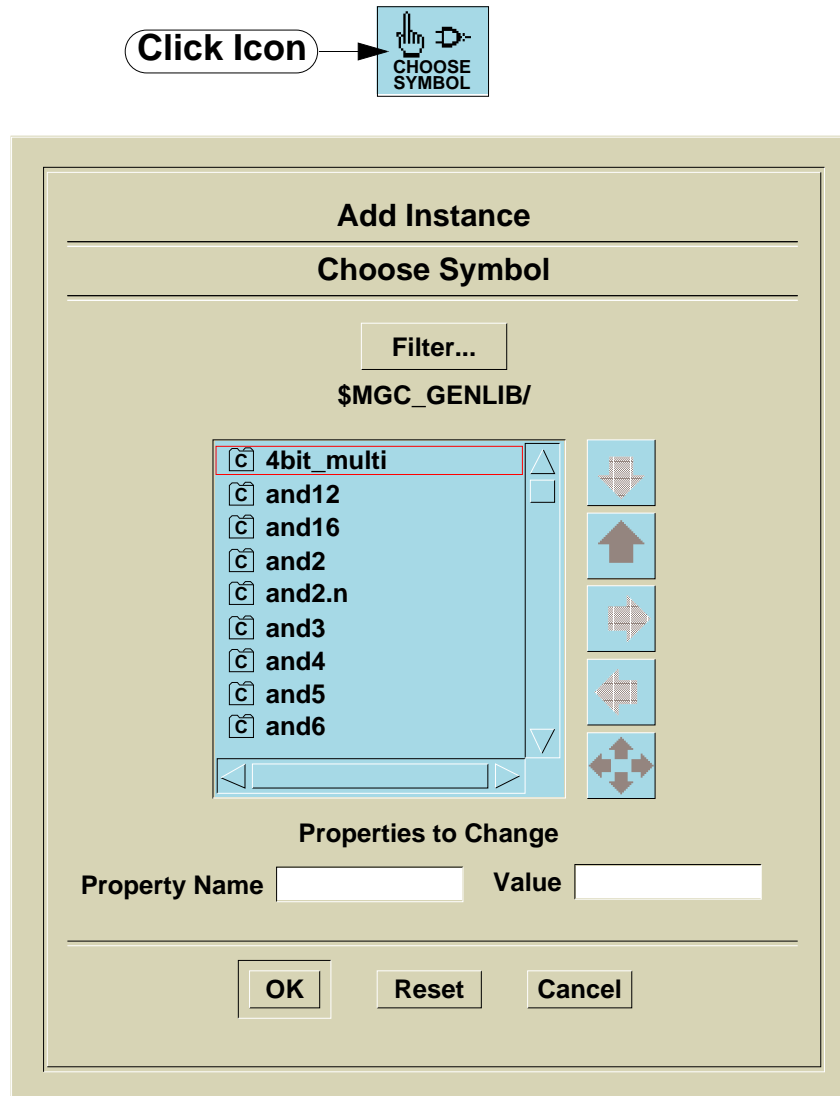 Click Icon
CHOOSE
SYMBOL
Add Instance
Choose Symbol
Filter...
$MGC_GENLIB/
C 4bit_multi
C and12
C and16
C and2
C and2.n
C and3
C and4
C and5
C and6
Properties to Change
Property Name Value
OK Reset Cancel